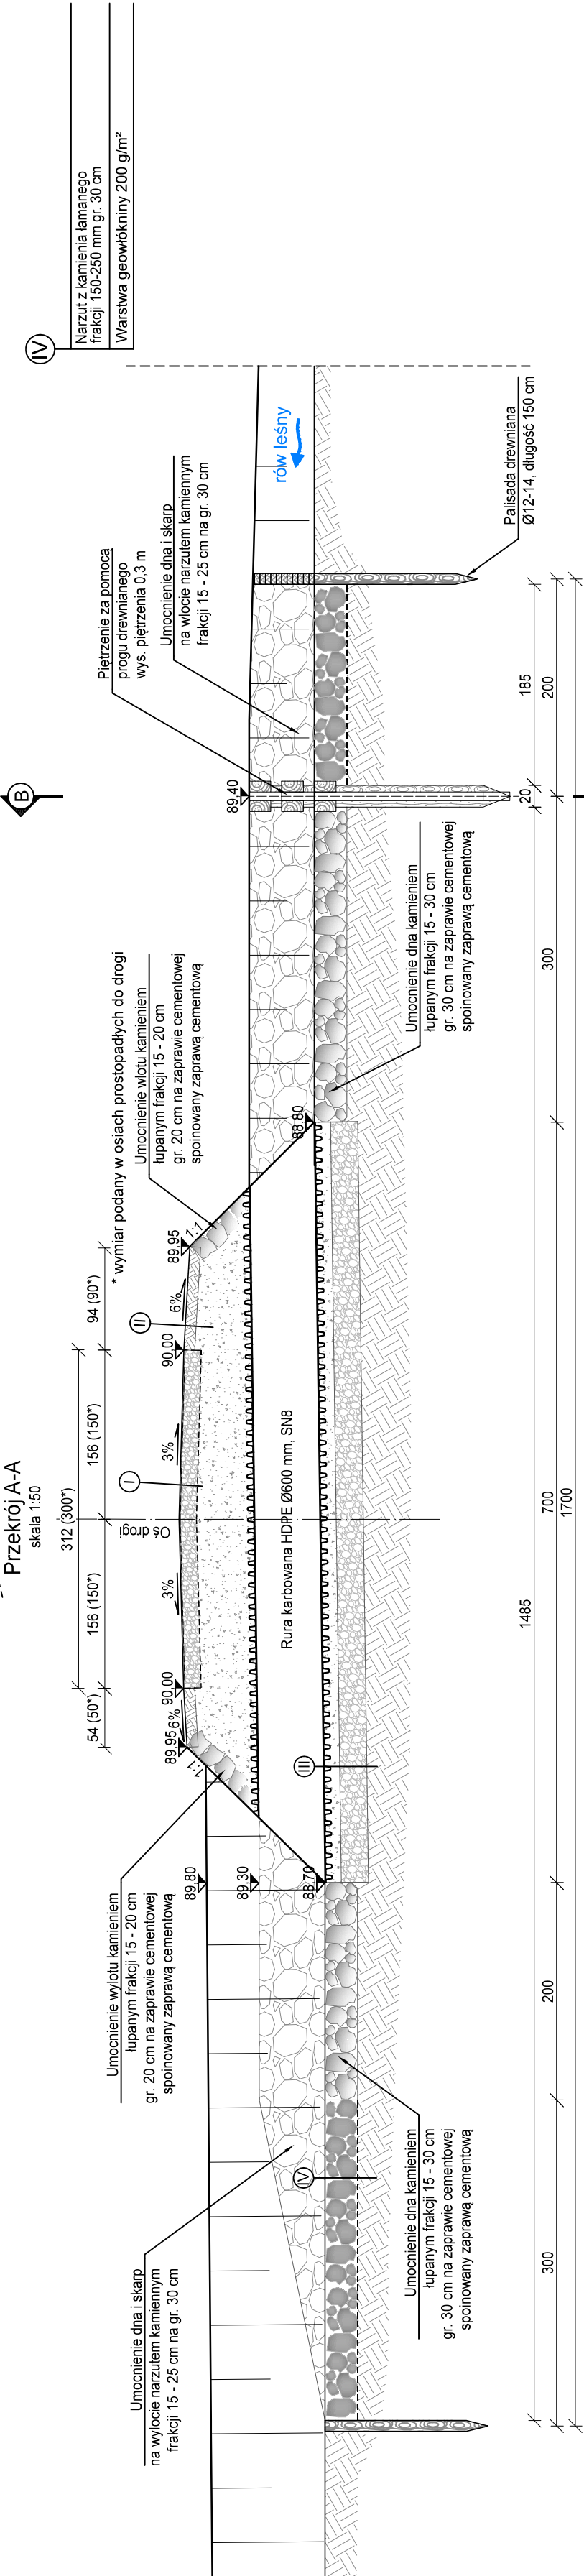 Przekrój A-A
skala 1:50
312 (300*)
54 (50*)
156 (150*)
156 (150*)
94 (90*)
* wymiar podany w osiach prostopadłych do drogi
B
IV
Narzut z kamienia łamanego
frakcji 150-250 mm gr. 30 cm
Warstwa geowłókniny 200 g/m²
Umocnienie dna i skarp
na wylocie narzutem kamiennym
frakcji 15 - 25 cm na gr. 30 cm
Umocnienie wylotu kamieniem
łupanym frakcji 15 - 20 cm
gr. 20 cm na zaprawie cementowej
spoinowany zaprawą cementową
Umocnienie wlotu kamieniem
łupanym frakcji 15 - 20 cm
gr. 20 cm na zaprawie cementowej
spoinowany zaprawą cementową
Piętrzenie za pomocą
progu drewnianego
wys. piętrzenia 0,3 m
Umocnienie dna i skarp
na wlocie narzutem kamiennym
frakcji 15 - 25 cm na gr. 30 cm
89.80
89.30
88.70
1:1
89.95
6%
90.00
3%
Oś drogi
I
3%
90.00
II
6%
89.95
1:1
88.80
89.40
rów leśny
Rura karbowana HDPE Ø600 mm, SN8
III
IV
Umocnienie dna kamieniem
łupanym frakcji 15 - 30 cm
gr. 30 cm na zaprawie cementowej
spoinowany zaprawą cementową
Umocnienie dna kamieniem
łupanym frakcji 15 - 30 cm
gr. 30 cm na zaprawie cementowej
spoinowany zaprawą cementową
Palisada drewniana
Ø12-14, długość 150 cm
1485
20
185
300
200
700
300
200
1700